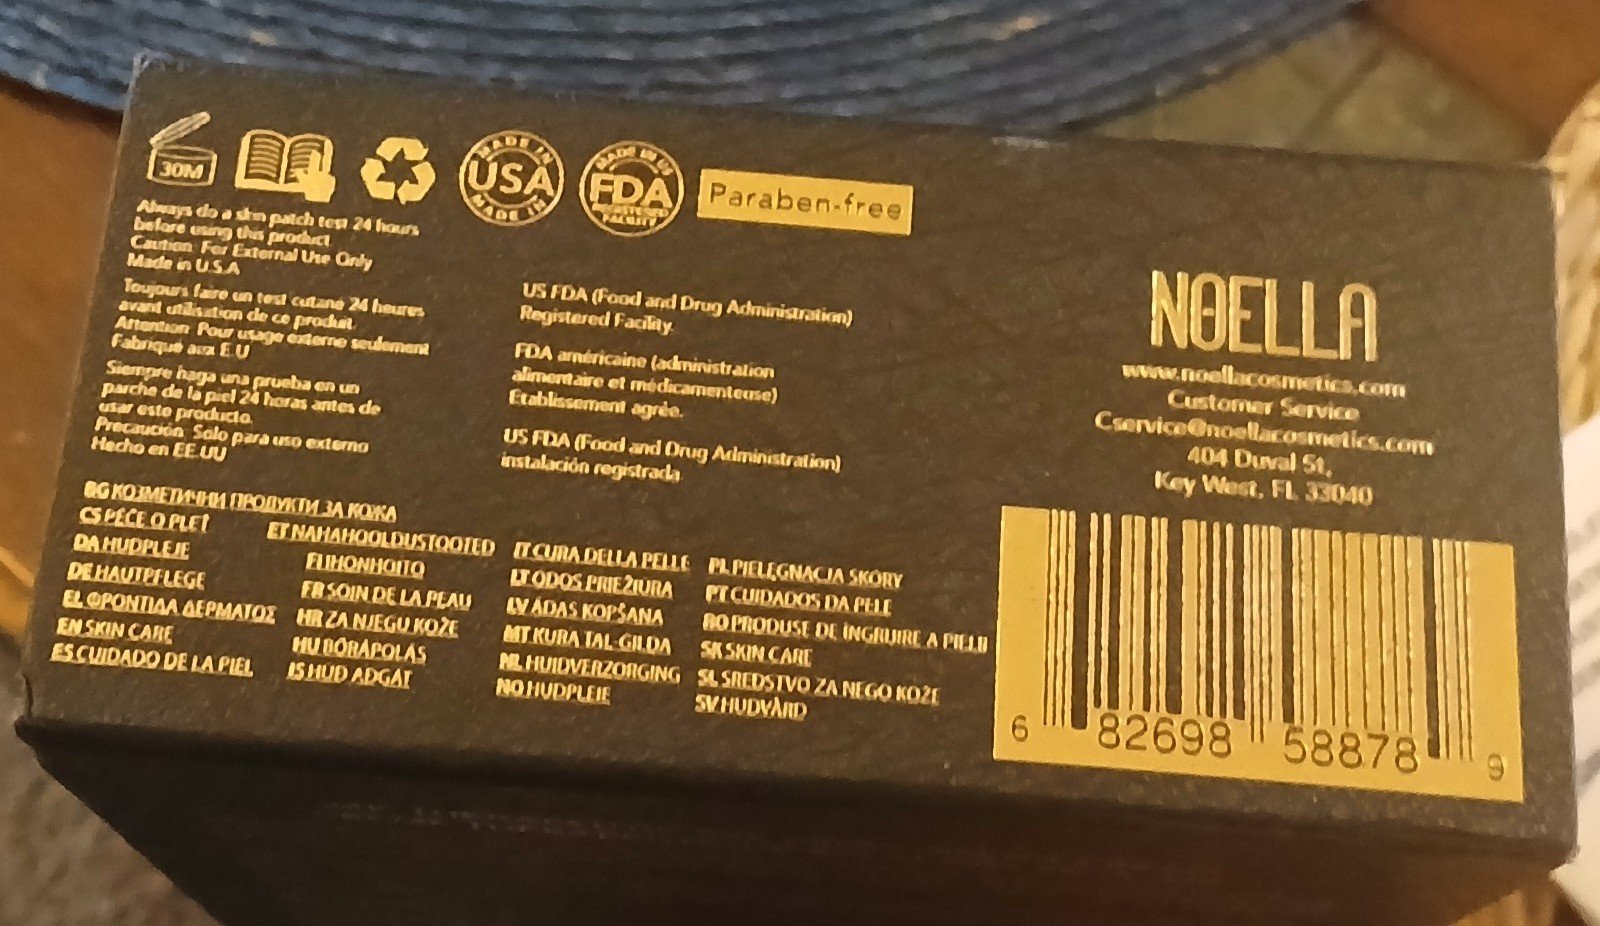 30M
MADE IN
USA
MADE IN
MADE IN US
FDA
REGISTERED
FACILITY
Paraben-free
Always do a skin patch test 24 hours
before using this product
Caution: For External Use Only
Made in U.S.A
Toujours faire un test cutané 24 heures
avant utilisation de ce produit.
Attention: Pour usage externe seulement
Fabriqué aux E.U
Siempre haga una prueba en un
parche de la piel 24 horas antes de
usar este producto.
Precaución: Solo para uso externo
Hecho en EE.UU
US FDA (Food and Drug Administration)
Registered Facility.
FDA américaine (administration
alimentaire et médicamenteuse)
Etablissement agrée.
US FDA (Food and Drug Administration)
instalación registrada
BG КОЗМЕТИЧНИ ПРОДУКТИ ЗА КОЖА
CS PÉČE O PLEŤ
DA HUDPLEJE
DE HAUTPFLEGE
EL ΦΡΟΝΤΙΔΑ ΔΕΡΜΑΤΟΣ
EN SKIN CARE
ES CUIDADO DE LA PIEL
ET NAHAHOOLDUSTOOTED
FI IHONHOITO
FR SOIN DE LA PEAU
HR ZA NJEGU KOŽE
HU BŐRÁPOLÁS
IS HUÐ AÐGÁT
IT CURA DELLA PELLE
LT ODOS PRIEŽIURA
LV ĀDAS KOPŠANA
MT KURA TAL-GILDA
NL HUIDVERZORGING
NO HUDPLEIE
PL PIELĘGNACJA SKÓRY
PT CUIDADOS DA PELE
RO PRODUSE DE INGRIJIRE A PIELII
SK SKIN CARE
SL SREDSTVO ZA NEGO KOŽE
SV HUDVÅRD
NOELLA
www.noellacosmetics.com
Customer Service
Cservice@noellacosmetics.com
404 Duval St,
Key West, FL 33040
6 82698 58878 9